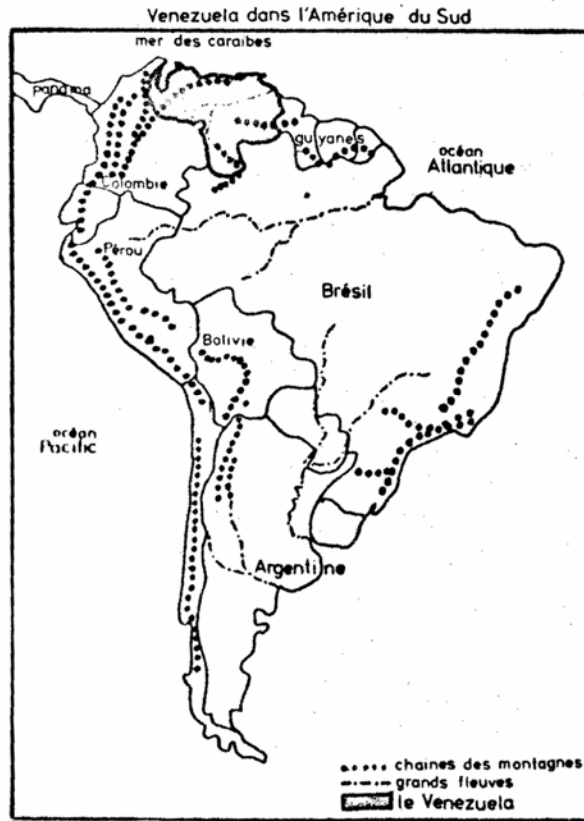 Venezuela dans l'Amérique du Sud
mer des caraibes
Panama
guyanes
océan
Atlantique
Colombie
Pérou
Brésil
Bolivie
océan
Pacific
Argentine
chaines des montagnes
grands fleuves
le Venezuela